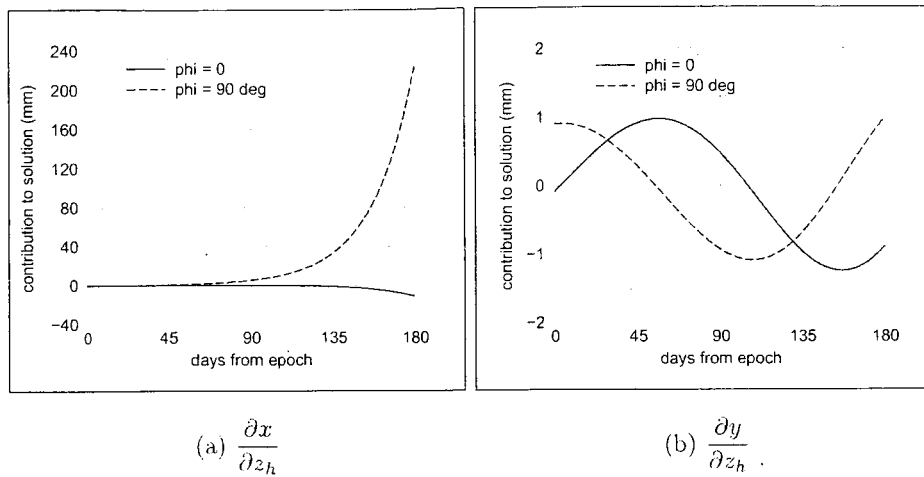 240
200
160
120
80
40
0
−40
contribution to solution (mm)
phi = 0
phi = 90 deg
0 45 90 135 180
days from epoch
2
1
0
−1
−2
contribution to solution (mm)
phi = 0
phi = 90 deg
0 45 90 135 180
days from epoch
(a) ∂x/∂z_h
(b) ∂y/∂z_h .